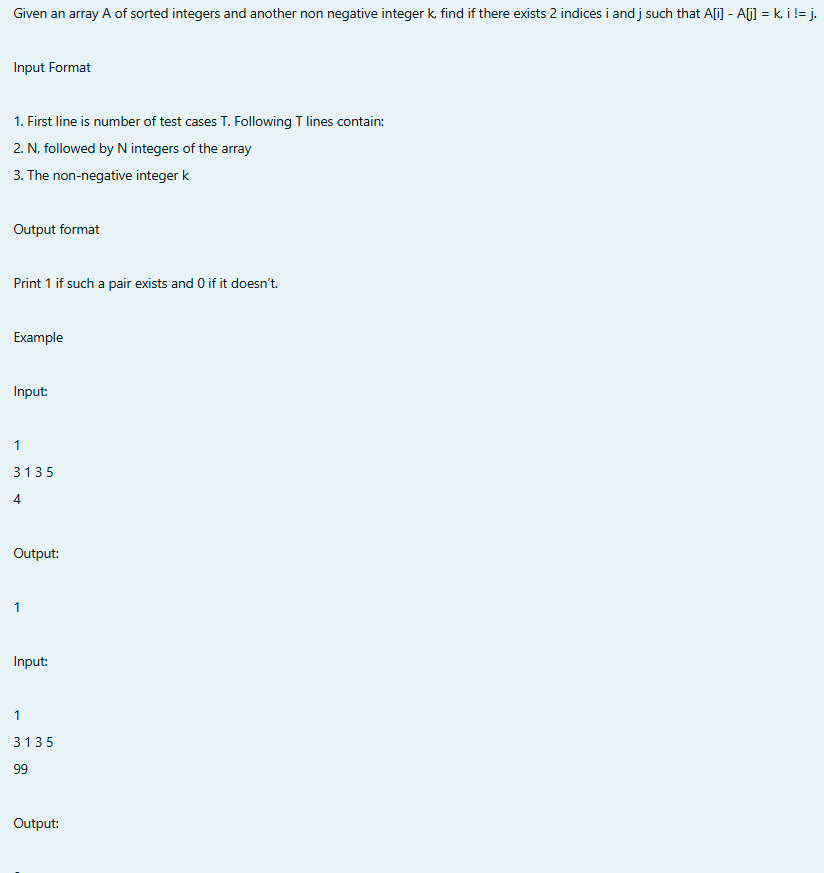 Given an array A of sorted integers and another non negative integer k, find if there exists 2 indices i and j such that A[i] - A[j] = k, i != j.
Input Format
1. First line is number of test cases T. Following T lines contain:
2. N, followed by N integers of the array
3. The non-negative integer k
Output format
Print 1 if such a pair exists and 0 if it doesn’t.
Example
Input:
1
3 1 3 5
4
Output:
1
Input:
1
3 1 3 5
99
Output: